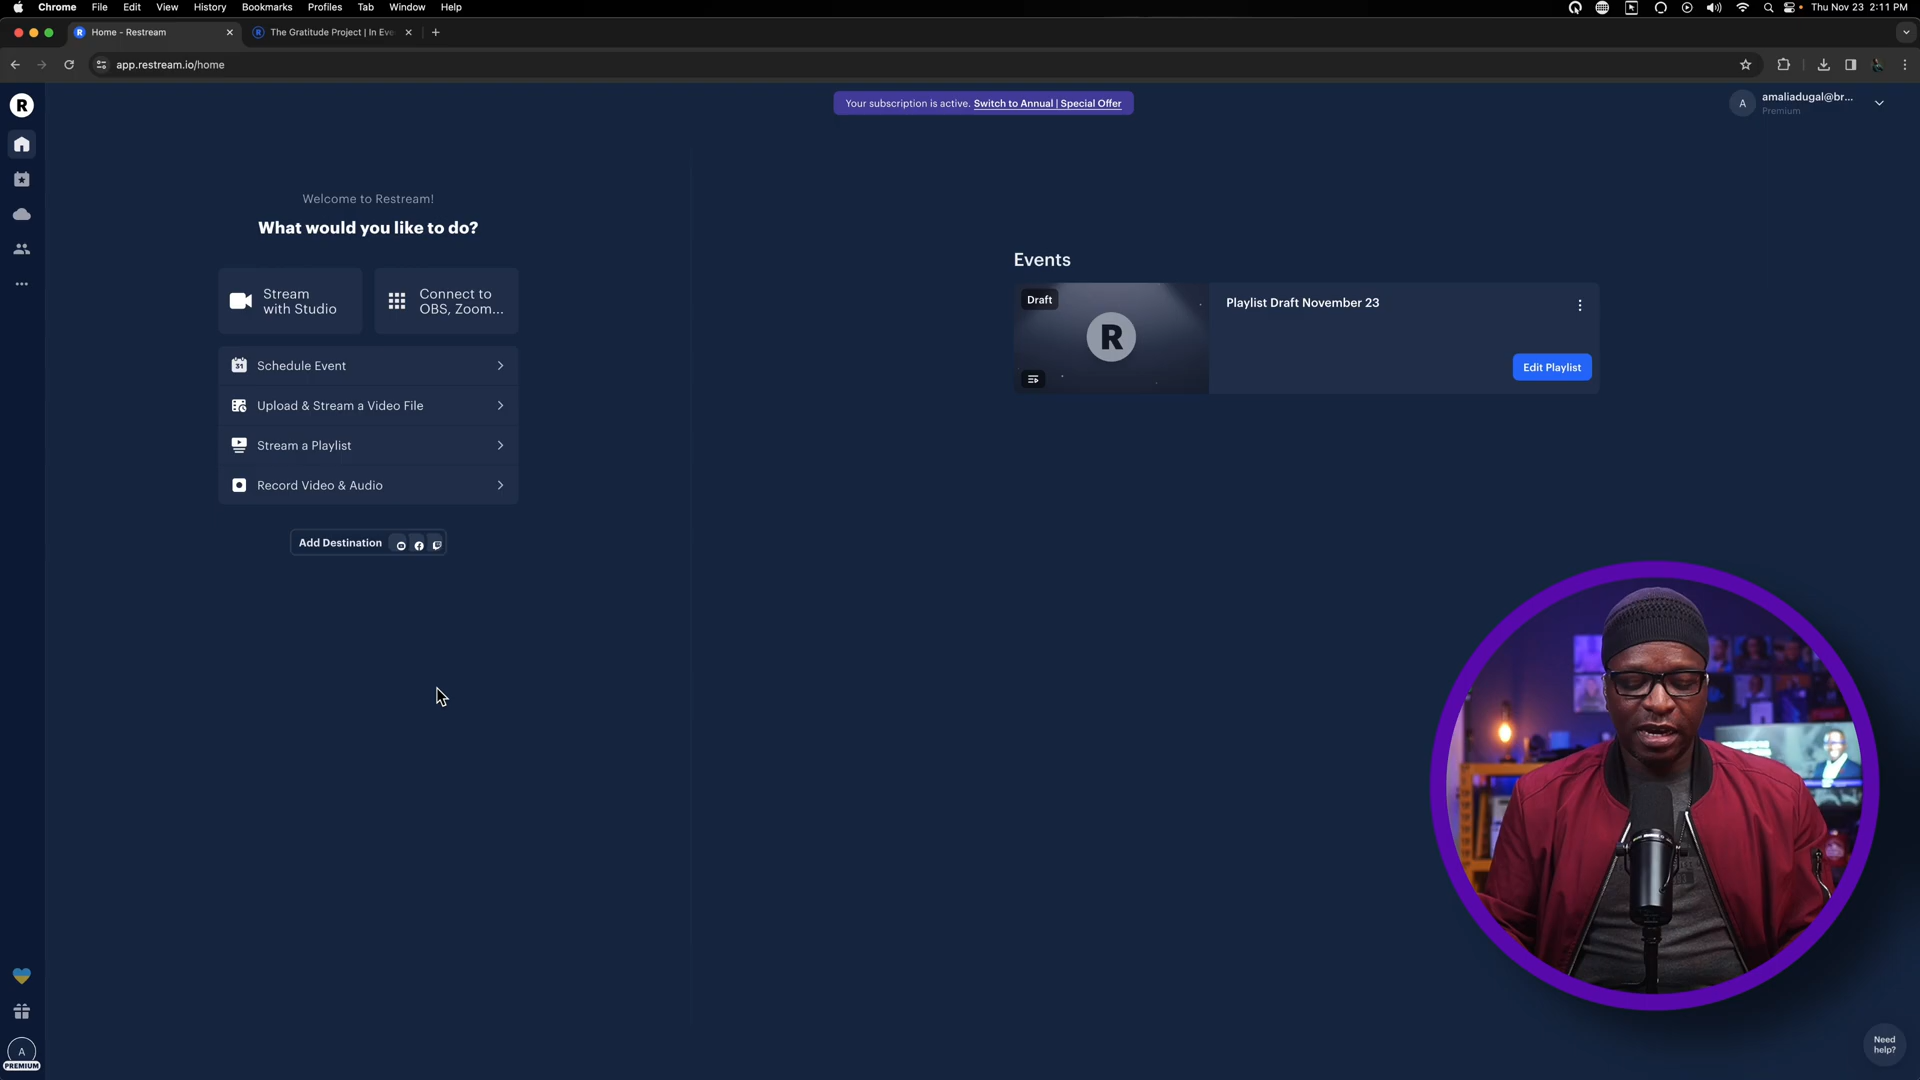 Chrome File Edit View History Bookmarks Profiles Tab Window Help
Thu Nov 23 2:11 PM
Home - Restream
The Gratitude Project | In Eve
app.restream.io/home
R
Your subscription is active. Switch to Annual | Special Offer
A
amaliadugal@br...
Premium
Welcome to Restream!
What would you like to do?
Stream
with Studio
Connect to
OBS, Zoom...
31
Schedule Event
Upload & Stream a Video File
Stream a Playlist
Record Video & Audio
Add Destination
Events
Draft
R
Playlist Draft November 23
Edit Playlist
A
PREMIUM
Need
help?